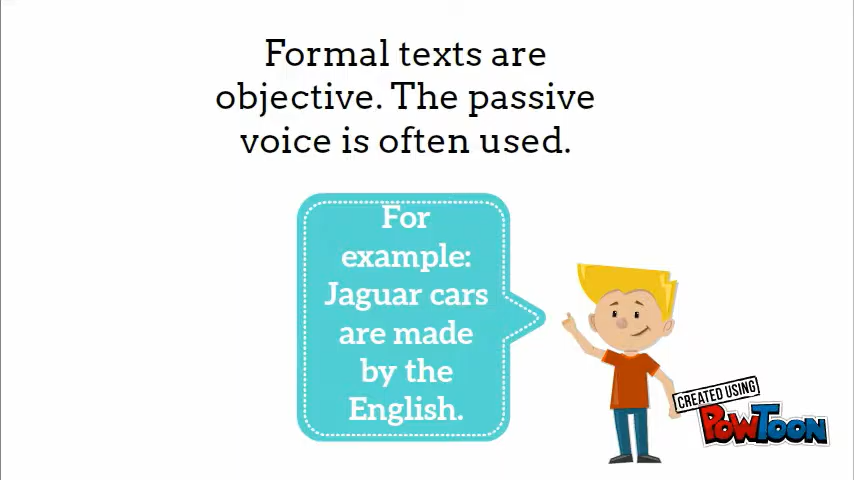 Formal texts are
objective. The passive
voice is often used.
For
example:
Jaguar cars
are made
by the
English.
CREATED USING
POWTOON